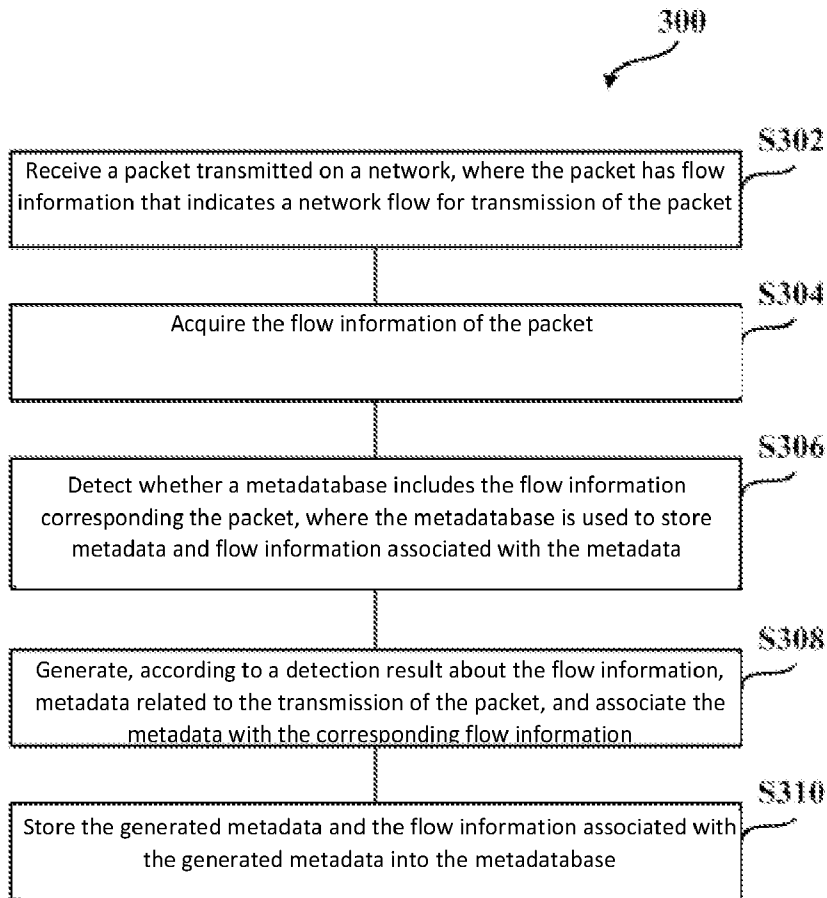 300
S302
Receive a packet transmitted on a network, where the packet has flow
information that indicates a network flow for transmission of the packet
S304
Acquire the flow information of the packet
S306
Detect whether a metadatabase includes the flow information
corresponding the packet, where the metadatabase is used to store
metadata and flow information associated with the metadata
S308
Generate, according to a detection result about the flow information,
metadata related to the transmission of the packet, and associate the
metadata with the corresponding flow information
S310
Store the generated metadata and the flow information associated with
the generated metadata into the metadatabase